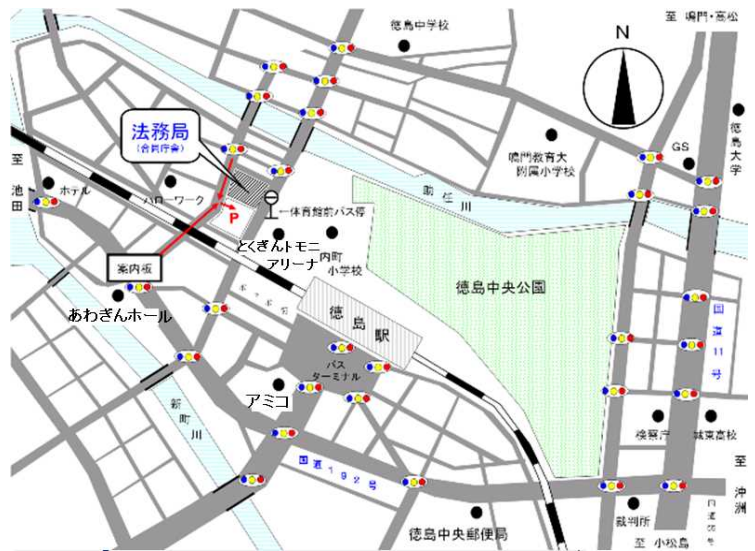 至 鳴門・高松
徳島中学校
N
法務局
(合同庁舎)
徳島大学
GS
鳴門教育大
附属小学校
助任川
至 池田
ホテル
ハローワーク
P
←体育館前バス停
とくぎんトモニ
アリーナ
内町
小学校
案内板
徳島中央公園
あわぎんホール
ポッポ街
徳島駅
国道11号
バス
ターミナル
アミコ
新町川
検察庁
城東高校
国道192号
至 沖洲
裁判所
徳島中央郵便局
至 小松島